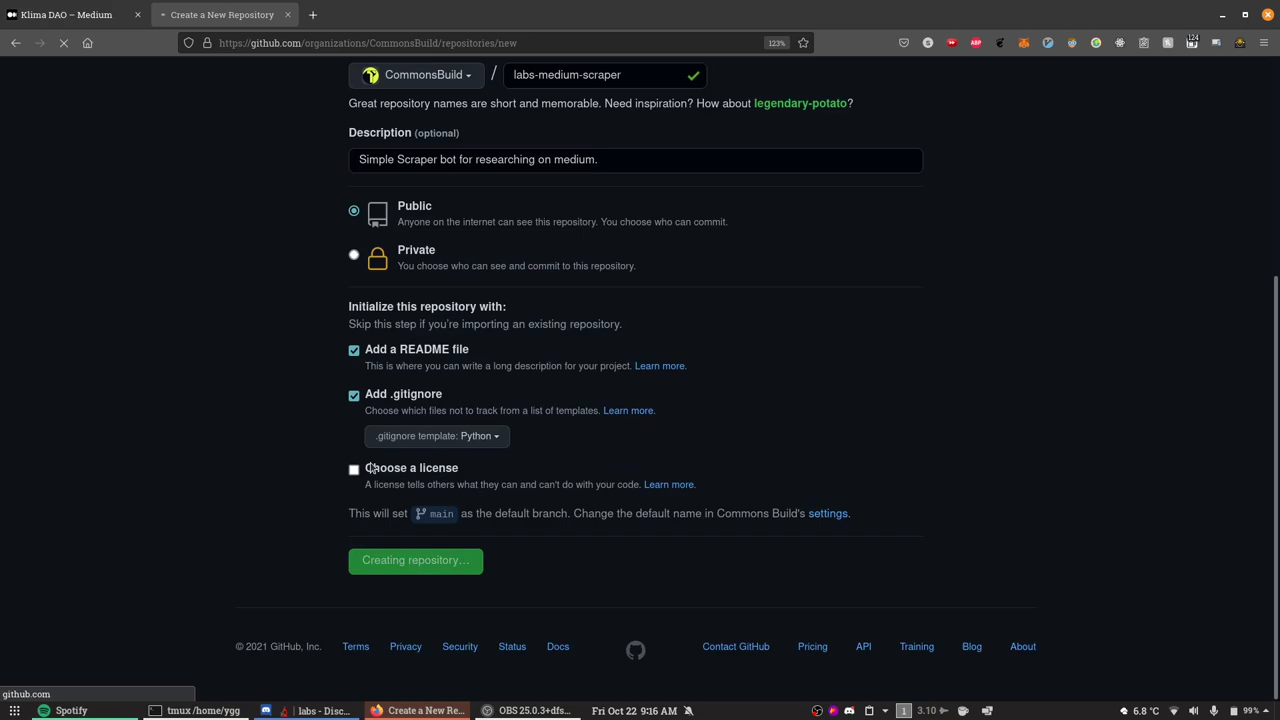 Klima DAO – Medium
Create a New Repository
https://github.com/organizations/CommonsBuild/repositories/new
123%
124
CommonsBuild / labs-medium-scraper
Great repository names are short and memorable. Need inspiration? How about legendary-potato?
Description (optional)
Simple Scraper bot for researching on medium.
Public
Anyone on the internet can see this repository. You choose who can commit.
Private
You choose who can see and commit to this repository.
Initialize this repository with:
Skip this step if you're importing an existing repository.
Add a README file
This is where you can write a long description for your project. Learn more.
Add .gitignore
Choose which files not to track from a list of templates. Learn more.
.gitignore template: Python
Choose a license
A license tells others what they can and can't do with your code. Learn more.
This will set main as the default branch. Change the default name in Commons Build's settings.
Creating repository…
© 2021 GitHub, Inc. Terms Privacy Security Status Docs Contact GitHub Pricing API Training Blog About
github.com
Spotify tmux /home/ygg labs - Disc... Create a New Re... OBS 25.0.3+dfs... Fri Oct 22 9:16 AM 1 3.10 6.8 °C 99%